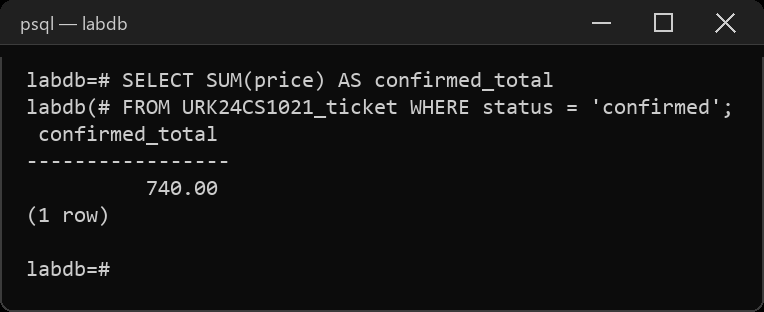 psql — labdb
labdb=# SELECT SUM(price) AS confirmed_total
labdb(# FROM URK24CS1021_ticket WHERE status = 'confirmed';
 confirmed_total
-----------------
          740.00
(1 row)
labdb=#